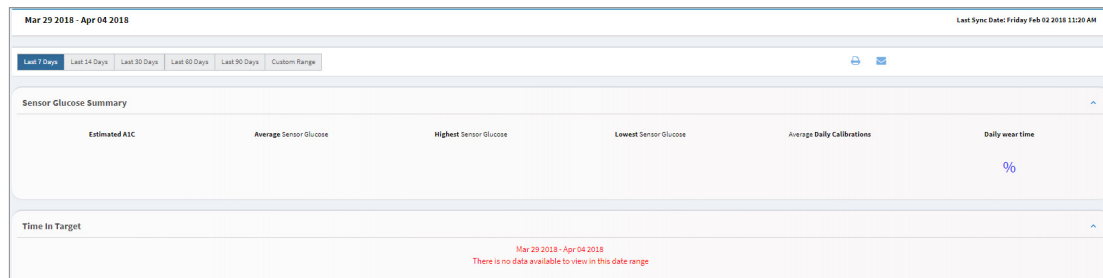 Mar 29 2018 - Apr 04 2018
Last Sync Date: Friday Feb 02 2018 11:20 AM
Last 7 Days Last 14 Days Last 30 Days Last 60 Days Last 90 Days Custom Range
Sensor Glucose Summary
Estimated A1C Average Sensor Glucose Highest Sensor Glucose Lowest Sensor Glucose Average Daily Calibrations Daily wear time
%
Time In Target
Mar 29 2018 - Apr 04 2018
There is no data available to view in this date range